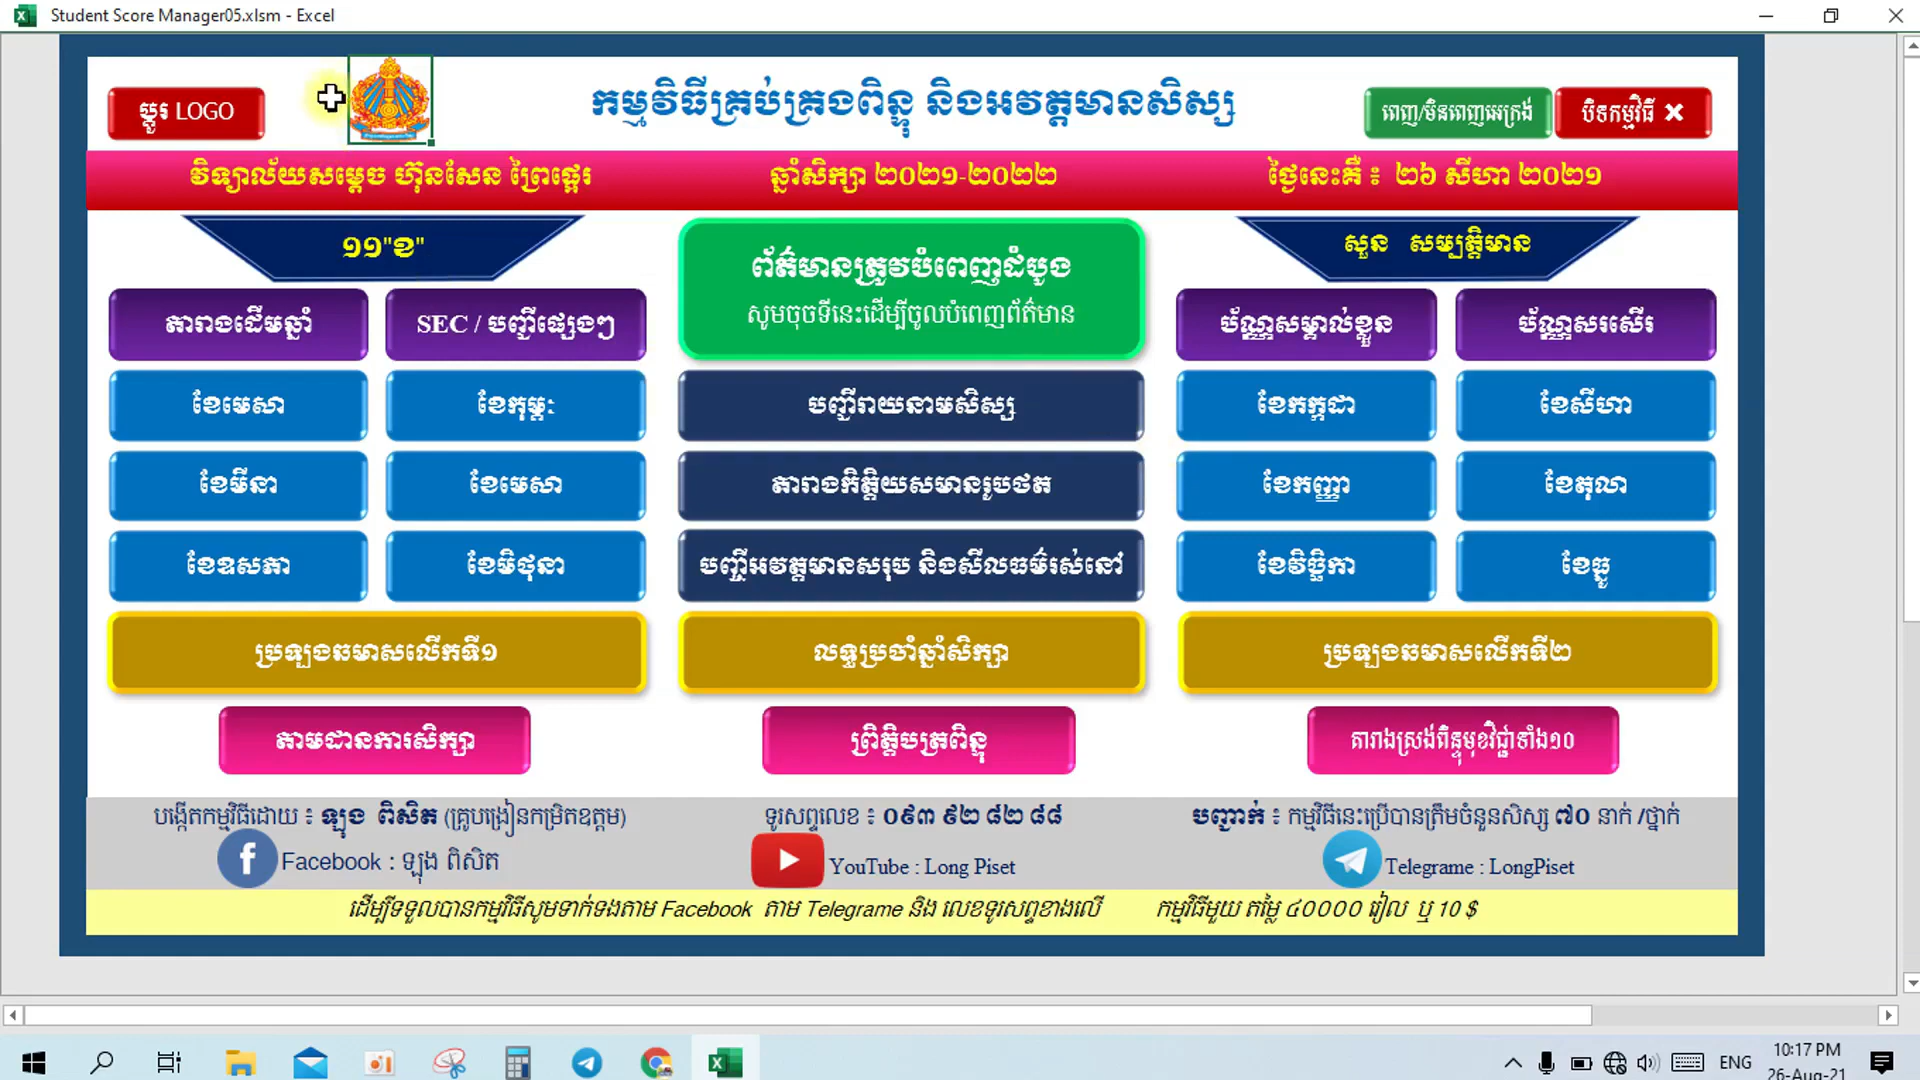 Student Score Manager05.xlsm - Excel
ប្តូរ LOGO
កម្មវិធីគ្រប់គ្រងពិន្ទុ និងអវត្តមានសិស្ស
ពេញ/មិនពេញអេក្រង់
បិទកម្មវិធី ✕
វិទ្យាល័យសម្តេច ហ៊ុនសែន ព្រៃផ្អេរ
ឆ្នាំសិក្សា ២០២១-២០២២
ថ្ងៃនេះគឺ ៖ ២៦ សីហា ២០២១
១១"ខ"
ព័ត៌មានត្រូវបំពេញដំបូង
សូមចុចទីនេះដើម្បីចូលបំពេញព័ត៌មាន
សួន សម្បត្តិមាន
តារាងដើមឆ្នាំ
SEC / បញ្ជីផ្សេងៗ
ប័ណ្ណសម្គាល់ខ្លួន
ប័ណ្ណសរសើរ
ខែមេសា
ខែកុម្ភៈ
បញ្ជីរាយនាមសិស្ស
ខែកក្កដា
ខែសីហា
ខែមីនា
ខែមេសា
តារាងកិត្តិយសមានរូបថត
ខែកញ្ញា
ខែតុលា
ខែឧសភា
ខែមិថុនា
បញ្ជីអវត្តមានសរុប និងសីលធម៌រស់នៅ
ខែវិច្ឆិកា
ខែធ្នូ
ប្រឡងឆមាសលើកទី១
លទ្ធប្រចាំឆ្នាំសិក្សា
ប្រឡងឆមាសលើកទី២
តាមដានការសិក្សា
ព្រិត្តិបត្រពិន្ទុ
តារាងស្រង់ពិន្ទុមុខវិជ្ជាទាំង១០
បង្កើតកម្មវិធីដោយ ៖ ឡុង ពិសិត (គ្រូបង្រៀនកម្រិតឧត្តម)
ទូរសព្ទលេខ ៖ ០៩៣ ៩២ ៨២ ៨៨
បញ្ជាក់ ៖ កម្មវិធីនេះប្រើបានត្រឹមចំនួនសិស្ស ៧០ នាក់ /ថ្នាក់
Facebook : ឡុង ពិសិត
YouTube : Long Piset
Telegrame : LongPiset
ដើម្បីទទួលបានកម្មវិធីសូមទាក់ទងតាម Facebook តាម Telegrame និង លេខទូរសព្ទខាងលើ កម្មវិធីមួយ តម្លៃ ៤០០០០ រៀល ឬ 10 $
ENG
10:17 PM
26-Aug-21